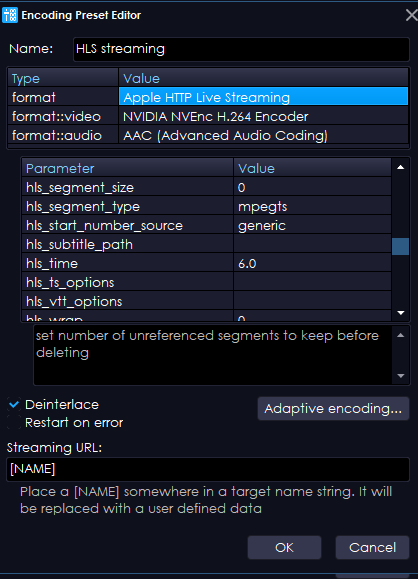 Encoding Preset Editor
Name: HLS streaming
Type Value
format Apple HTTP Live Streaming
format::video NVIDIA NVEnc H.264 Encoder
format::audio AAC (Advanced Audio Coding)
Parameter Value
hls_segment_size 0
hls_segment_type mpegts
hls_start_number_source generic
hls_subtitle_path
hls_time 6.0
hls_ts_options
hls_vtt_options
hls_wrap 0
set number of unreferenced segments to keep before
deleting
Deinterlace
Restart on error
Adaptive encoding...
Streaming URL:
[NAME]
Place a [NAME] somewhere in a target name string. It will
be replaced with a user defined data
OK Cancel